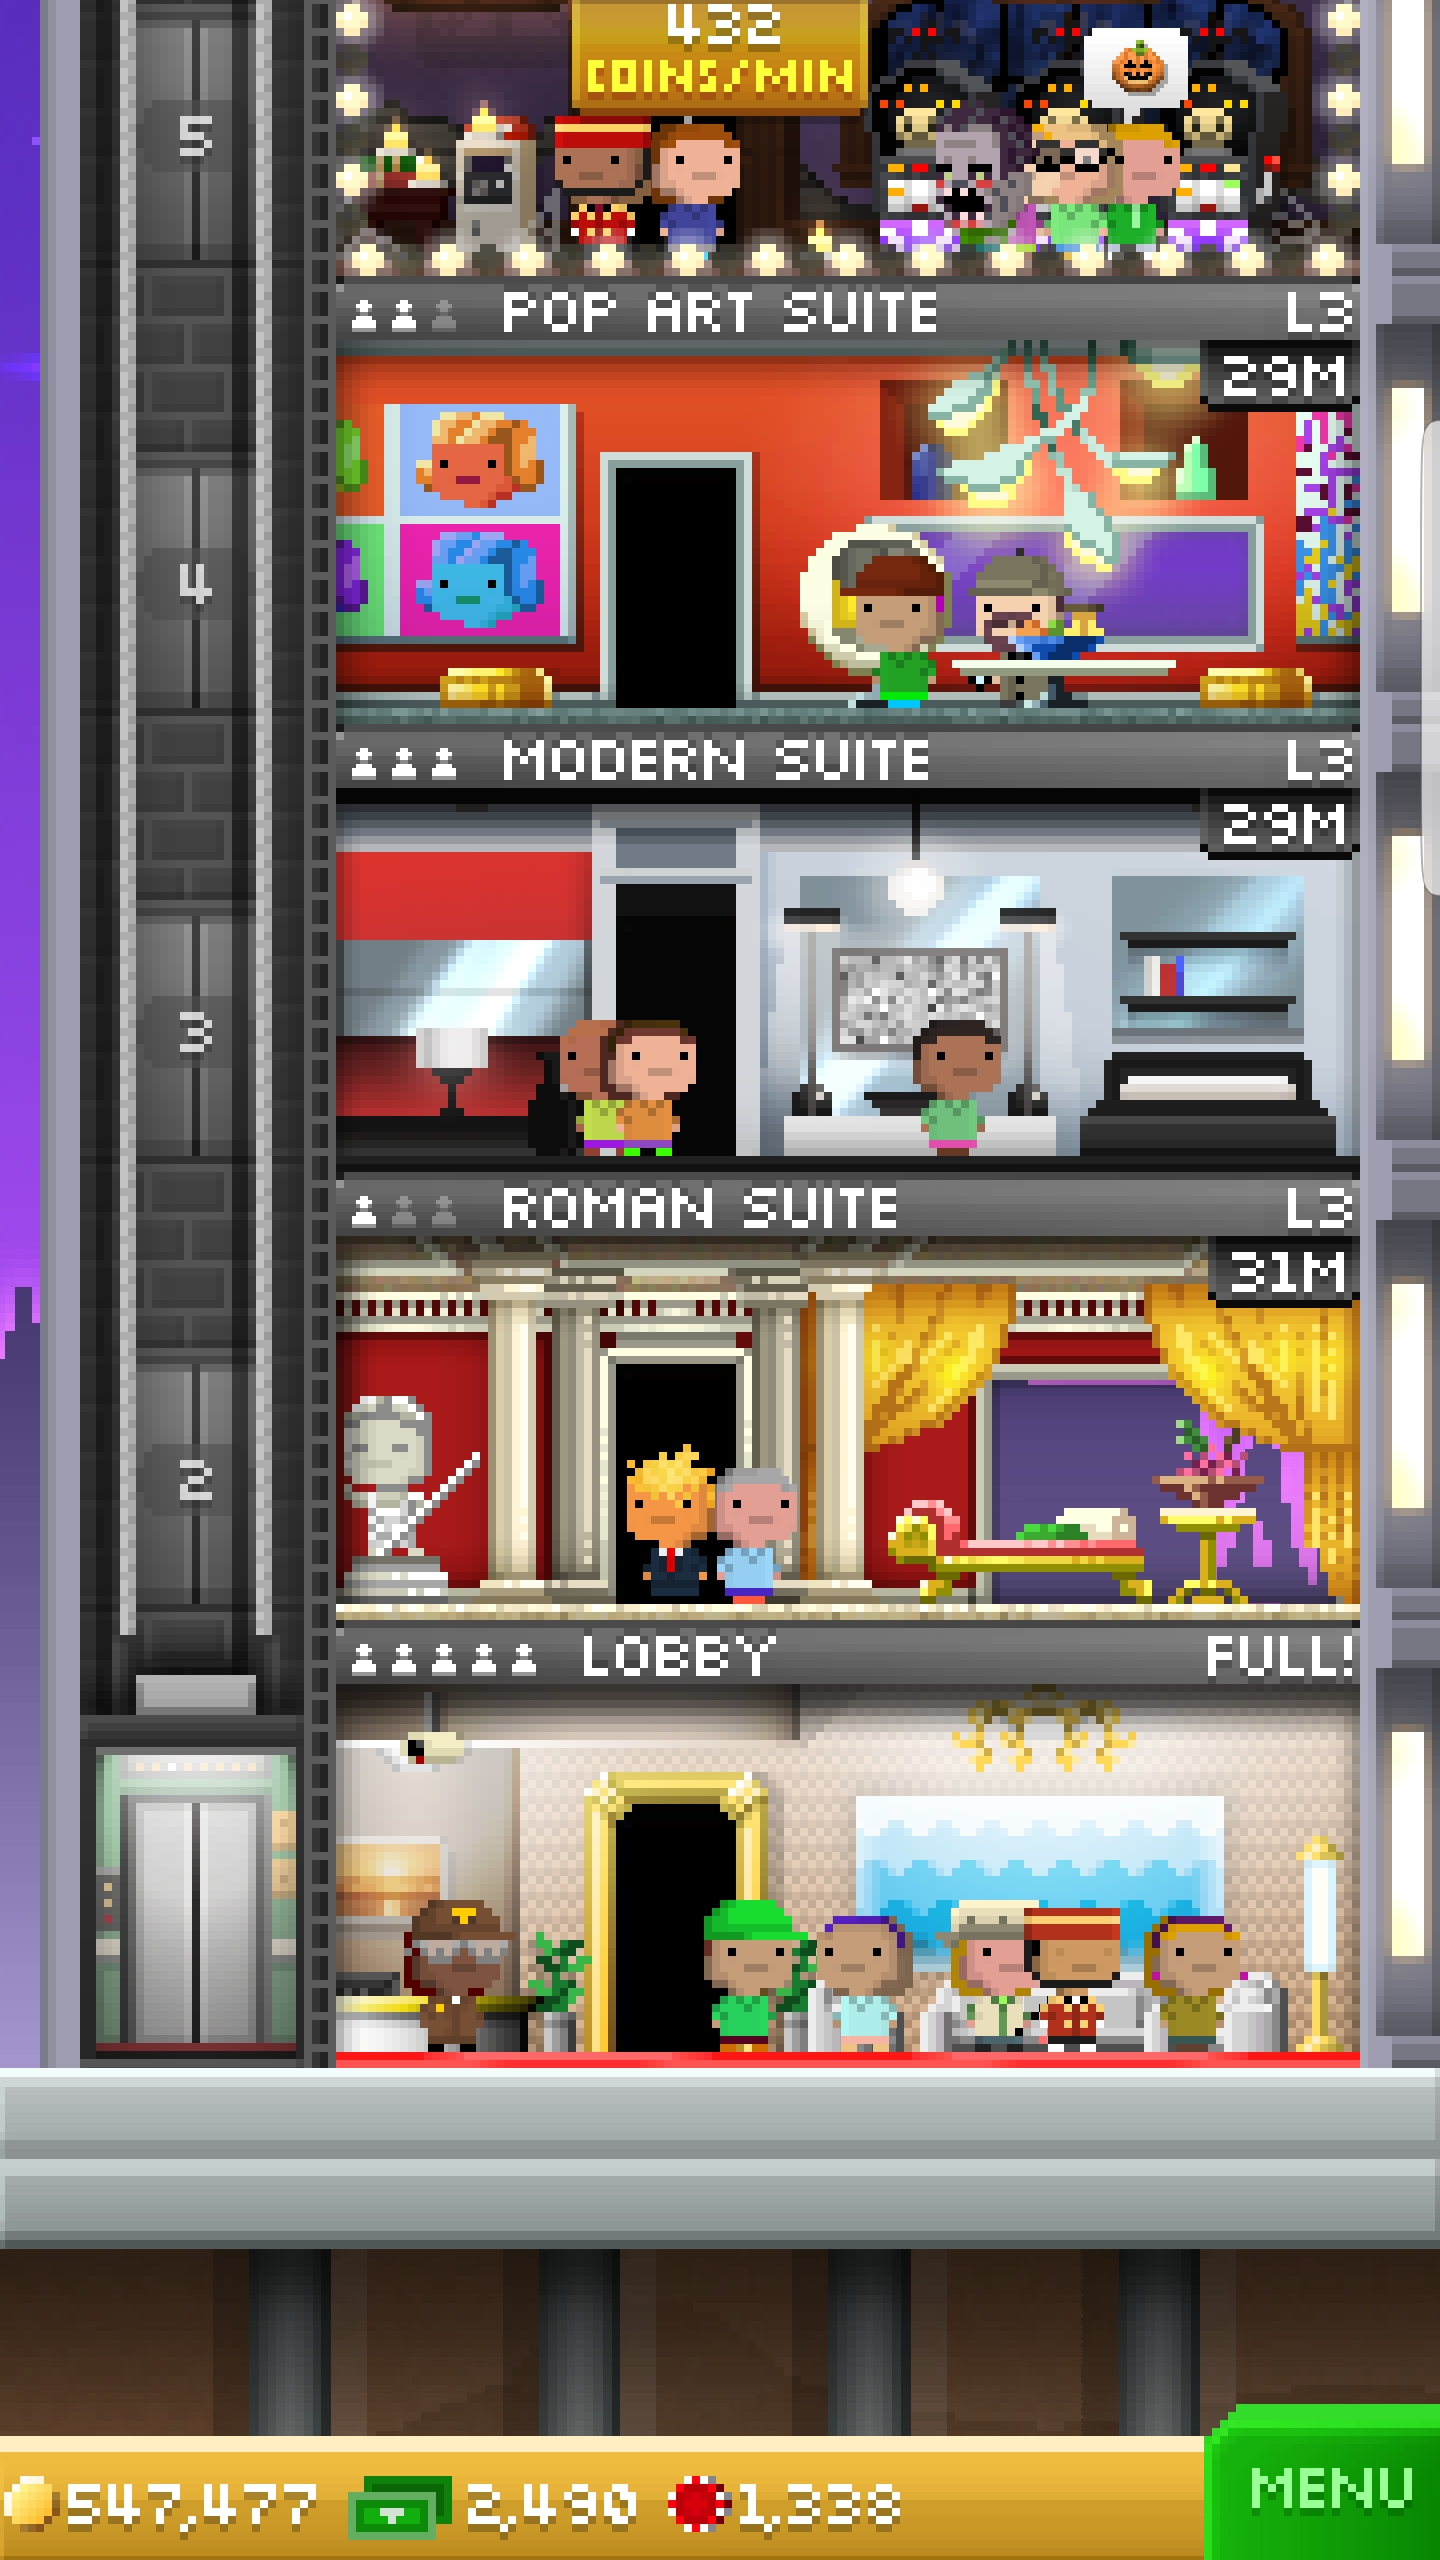 432
COINS/MIN
5
POP ART SUITE L3
29M
4
MODERN SUITE L3
29M
3
ROMAN SUITE L3
31M
2
LOBBY FULL!
547,477 2,490 1,338 MENU